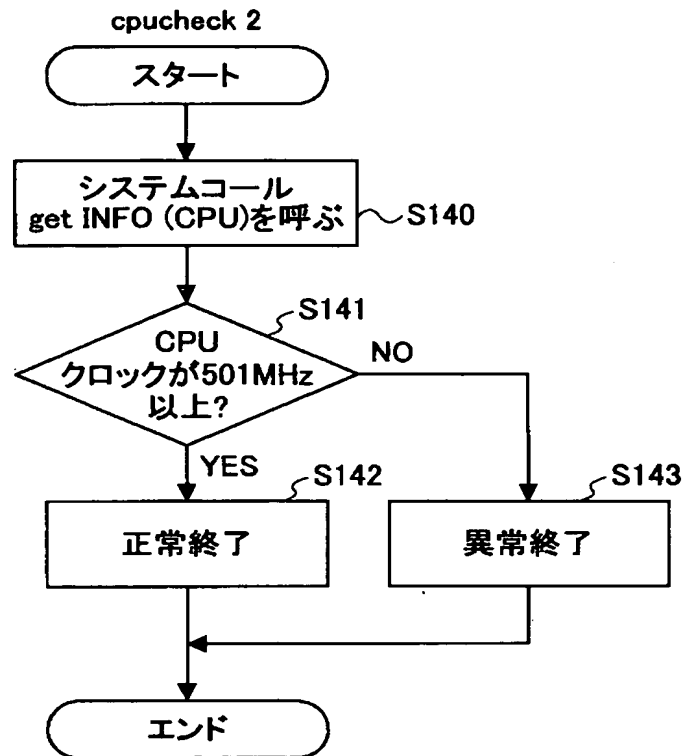 cpucheck 2
スタート
システムコール
get INFO (CPU)を呼ぶ
S140
S141
CPU
クロックが501MHz
以上?
NO
YES
S142
S143
正常終了
異常終了
エンド